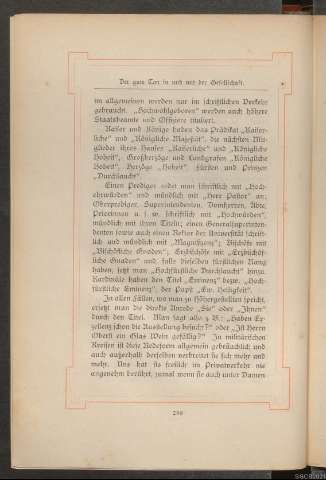 Der gute Ton in und mit der Gesellschaft.
im allgemeinen werden nur im schriftlichen Verkehr
gebraucht. „Hochwohlgeboren“ werden auch höhere
Staatsbeamte und Offiziere tituliert.
Kaiser und Könige haben das Prädikat „Kaiser-
liche“ und „Königliche Majestät“, die nächsten Mit-
glieder ihres Hauses „Kaiserliche“ und „Königliche
Hoheit“, Großherzöge und Landgrafen „Königliche
Hoheit“, Herzöge „Hoheit“, Fürsten und Prinzen
„Durchlaucht“.
Einen Prediger redet man schriftlich mit „Hoch-
ehrwürden“ und mündlich mit „Herr Pastor“ an;
Oberprediger, Superintendenten, Domherren, Äbte,
Priorinnen u. s. w. schriftlich mit „Hochwürden“,
mündlich mit ihren Titeln; einen Generalsuperinten-
denten sowie auch einen Rektor der Universität schrift-
lich und mündlich mit „Magnifizenz“; Bischöfe mit
„Bischöfliche Gnaden“, Erzbischöfe mit „Erzbischöf-
liche Gnaden“ und, falls dieselben fürstlichen Rang
haben, setzt man „Hochfürstliche Durchlaucht“ hinzu.
Kardinäle haben den Titel „Eminenz“ bezw. „Hoch-
fürstliche Eminenz“, der Papst „Ew. Heiligkeit“.
In allen Fällen, wo man zu Höhergestellten spricht,
ersetzt man die direkte Anrede „Sie“ oder „Ihnen“
durch den Titel. Man sagt also z. B.: „Haben Ex-
zellenz schon die Ausstellung besucht?“ oder „Ist Herrn
Oberst ein Glas Wein gefällig?“ In militärischen
Kreisen ist diese Redeform allgemein gebräuchlich und
auch außerhalb derselben verbreitet sie sich mehr und
mehr. Uns hat sie freilich im Privatverkehr nie
angenehm berührt, zumal wenn sie auch unter Damen